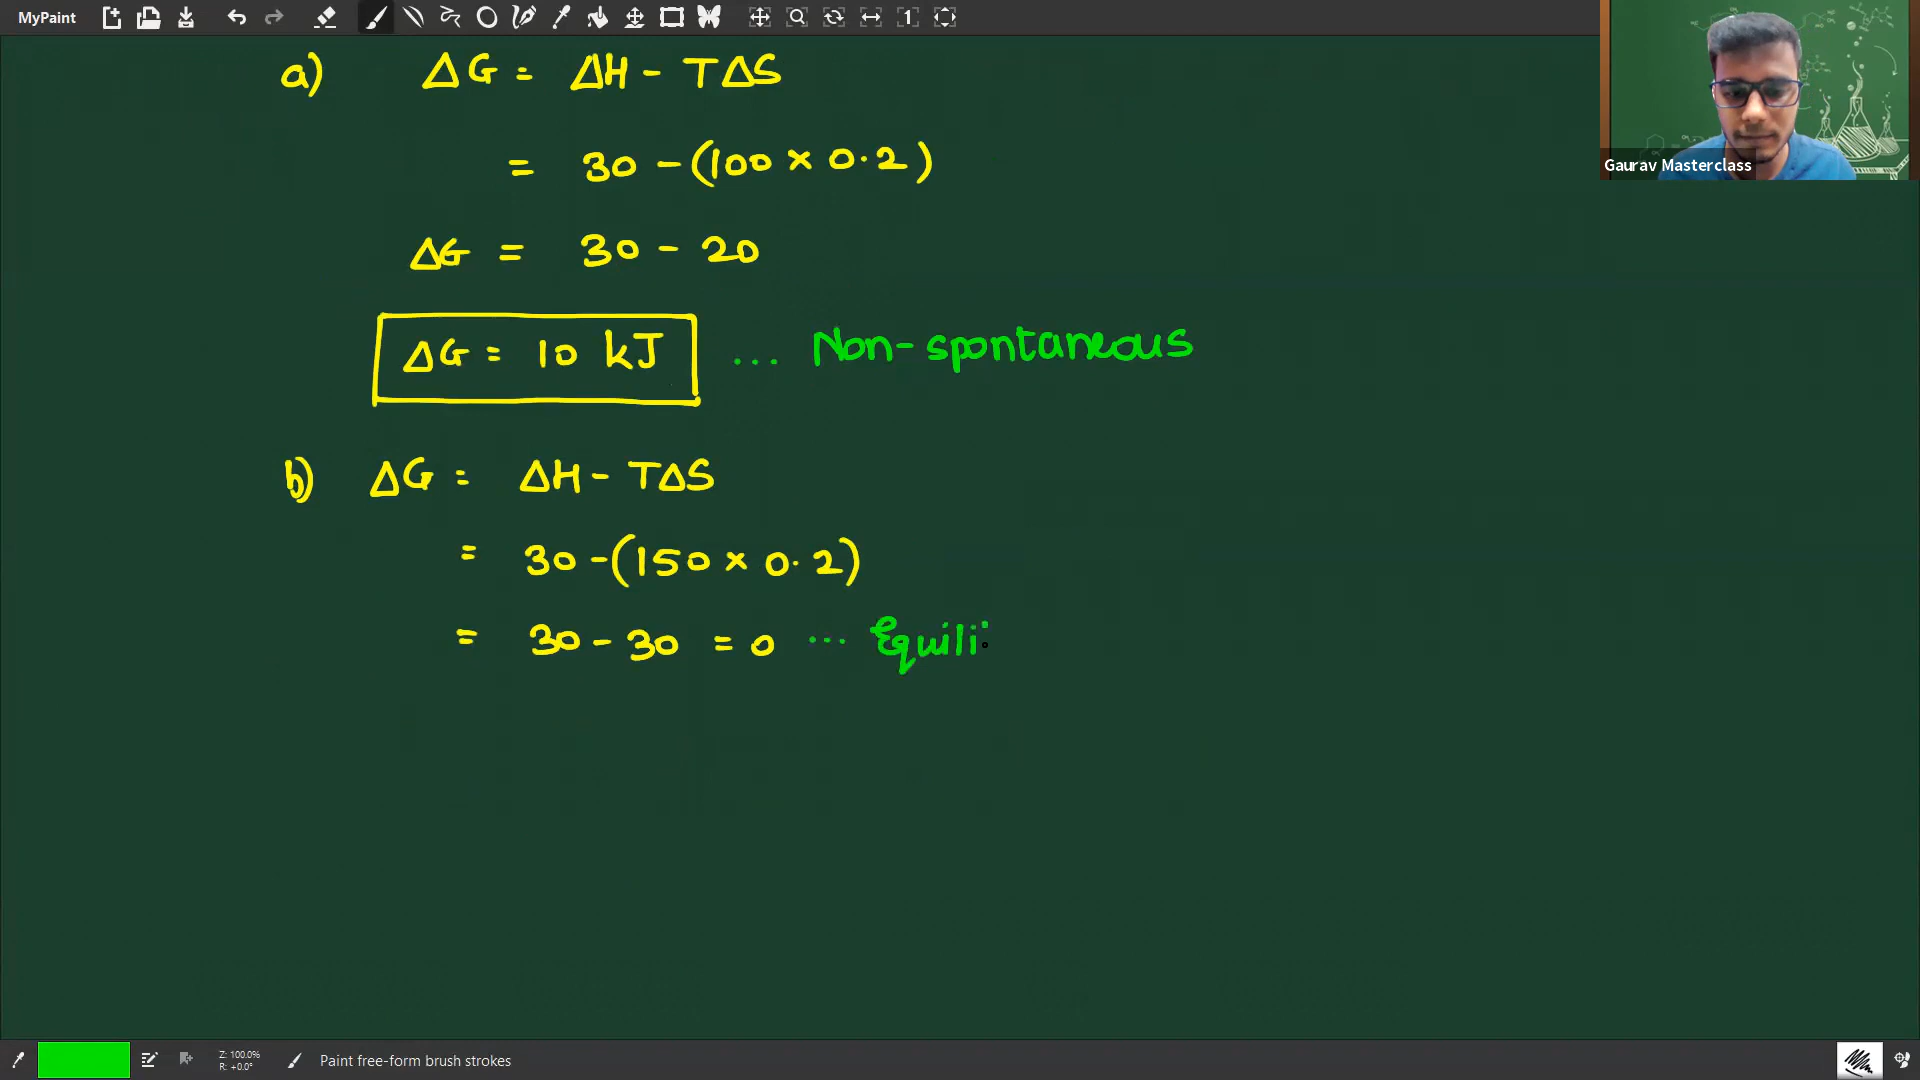 MyPaint
a) ΔG = ΔH - TΔS
= 30 - (100 × 0.2)
Gaurav Masterclass
ΔG = 30 - 20
ΔG = 10 kJ ... Non-spontaneous
b) ΔG = ΔH - TΔS
= 30 - (150 × 0.2)
= 30 - 30 = 0 ... Equili
Z: 100.0%
R: +0.0°
Paint free-form brush strokes